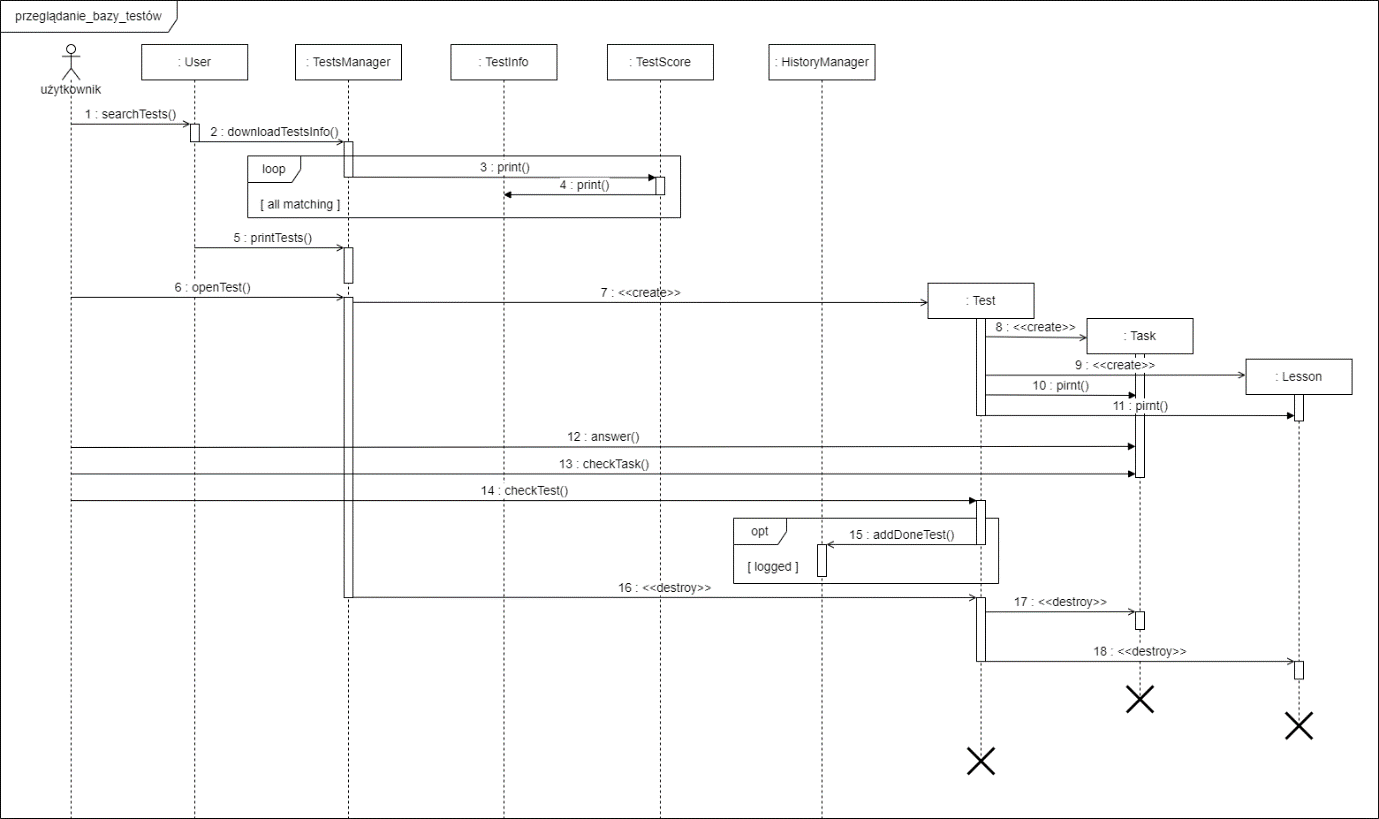 przeglądanie_bazy_testów
użytkownik
: User
: TestsManager
: TestInfo
: TestScore
: HistoryManager
1 : searchTests()
2 : downloadTestsInfo()
loop
3 : print()
4 : print()
[ all matching ]
5 : printTests()
6 : openTest()
7 : <<create>>
: Test
8 : <<create>>
: Task
9 : <<create>>
: Lesson
10 : pirnt()
11 : pirnt()
12 : answer()
13 : checkTask()
14 : checkTest()
opt
15 : addDoneTest()
[ logged ]
16 : <<destroy>>
17 : <<destroy>>
18 : <<destroy>>